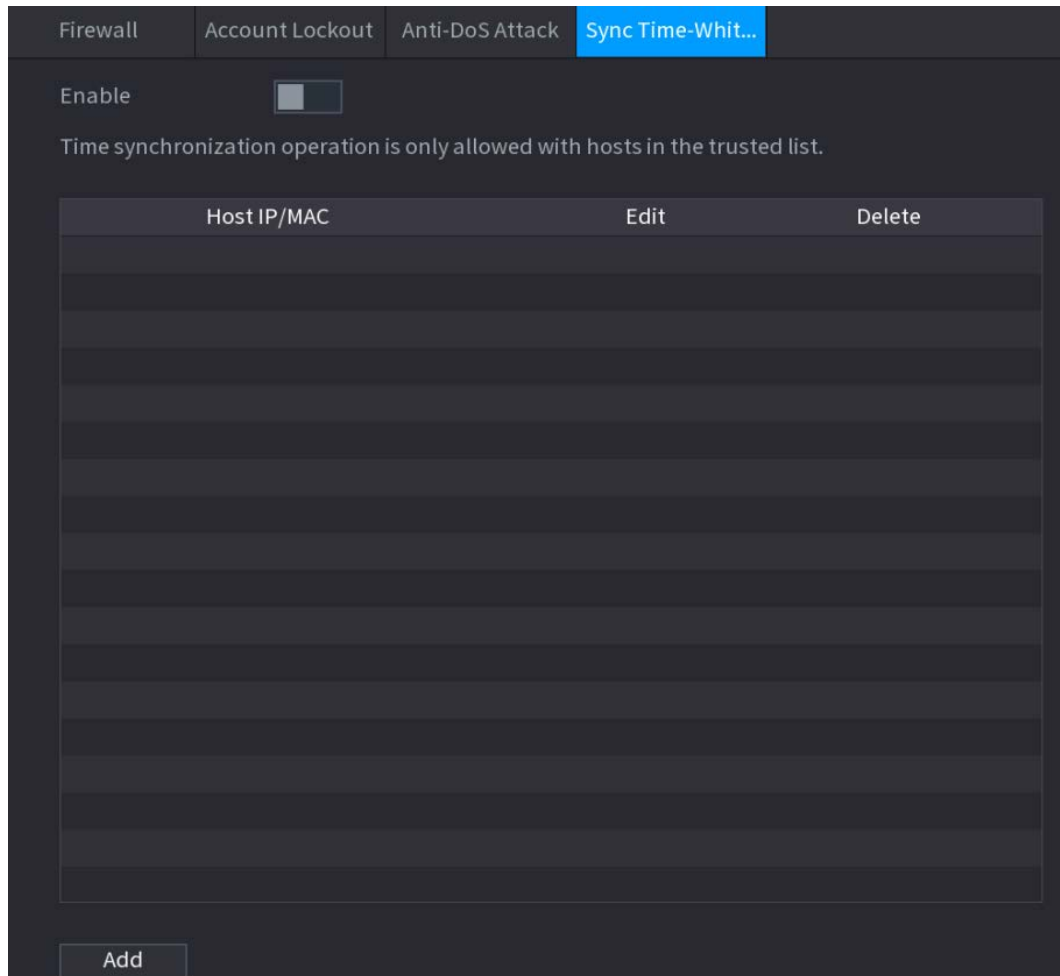 Firewall Account Lockout Anti-DoS Attack Sync Time-Whit...
Enable
Time synchronization operation is only allowed with hosts in the trusted list.
Host IP/MAC Edit Delete
Add